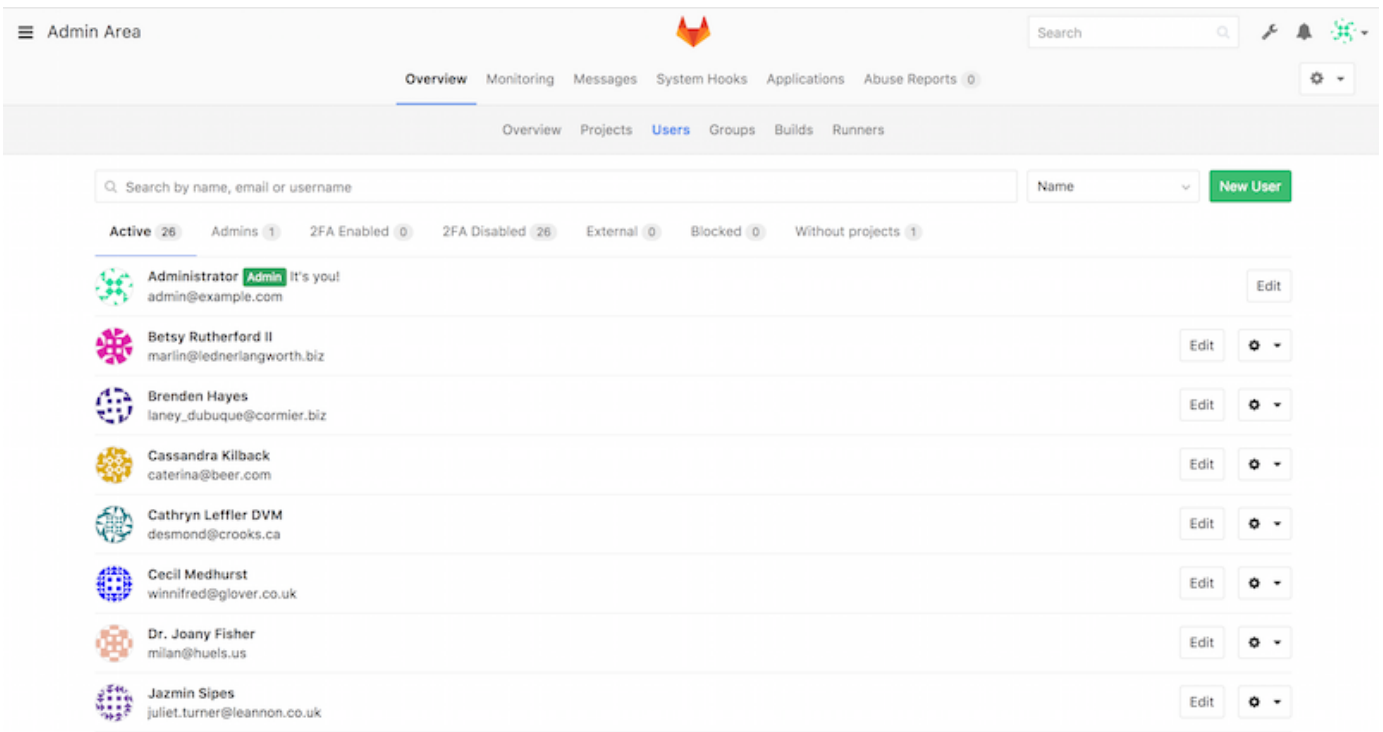 Admin Area
Search
Overview Monitoring Messages System Hooks Applications Abuse Reports 0
Overview Projects Users Groups Builds Runners
Search by name, email or username
Name
New User
Active 26 Admins 1 2FA Enabled 0 2FA Disabled 26 External 0 Blocked 0 Without projects 1
Administrator Admin It's you!
admin@example.com
Edit
Betsy Rutherford II
marlin@lednerlangworth.biz
Edit
Brenden Hayes
laney_dubuque@cormier.biz
Edit
Cassandra Kilback
caterina@beer.com
Edit
Cathryn Leffler DVM
desmond@crooks.ca
Edit
Cecil Medhurst
winnifred@glover.co.uk
Edit
Dr. Joany Fisher
milan@huels.us
Edit
Jazmin Sipes
juliet.turner@leannon.co.uk
Edit